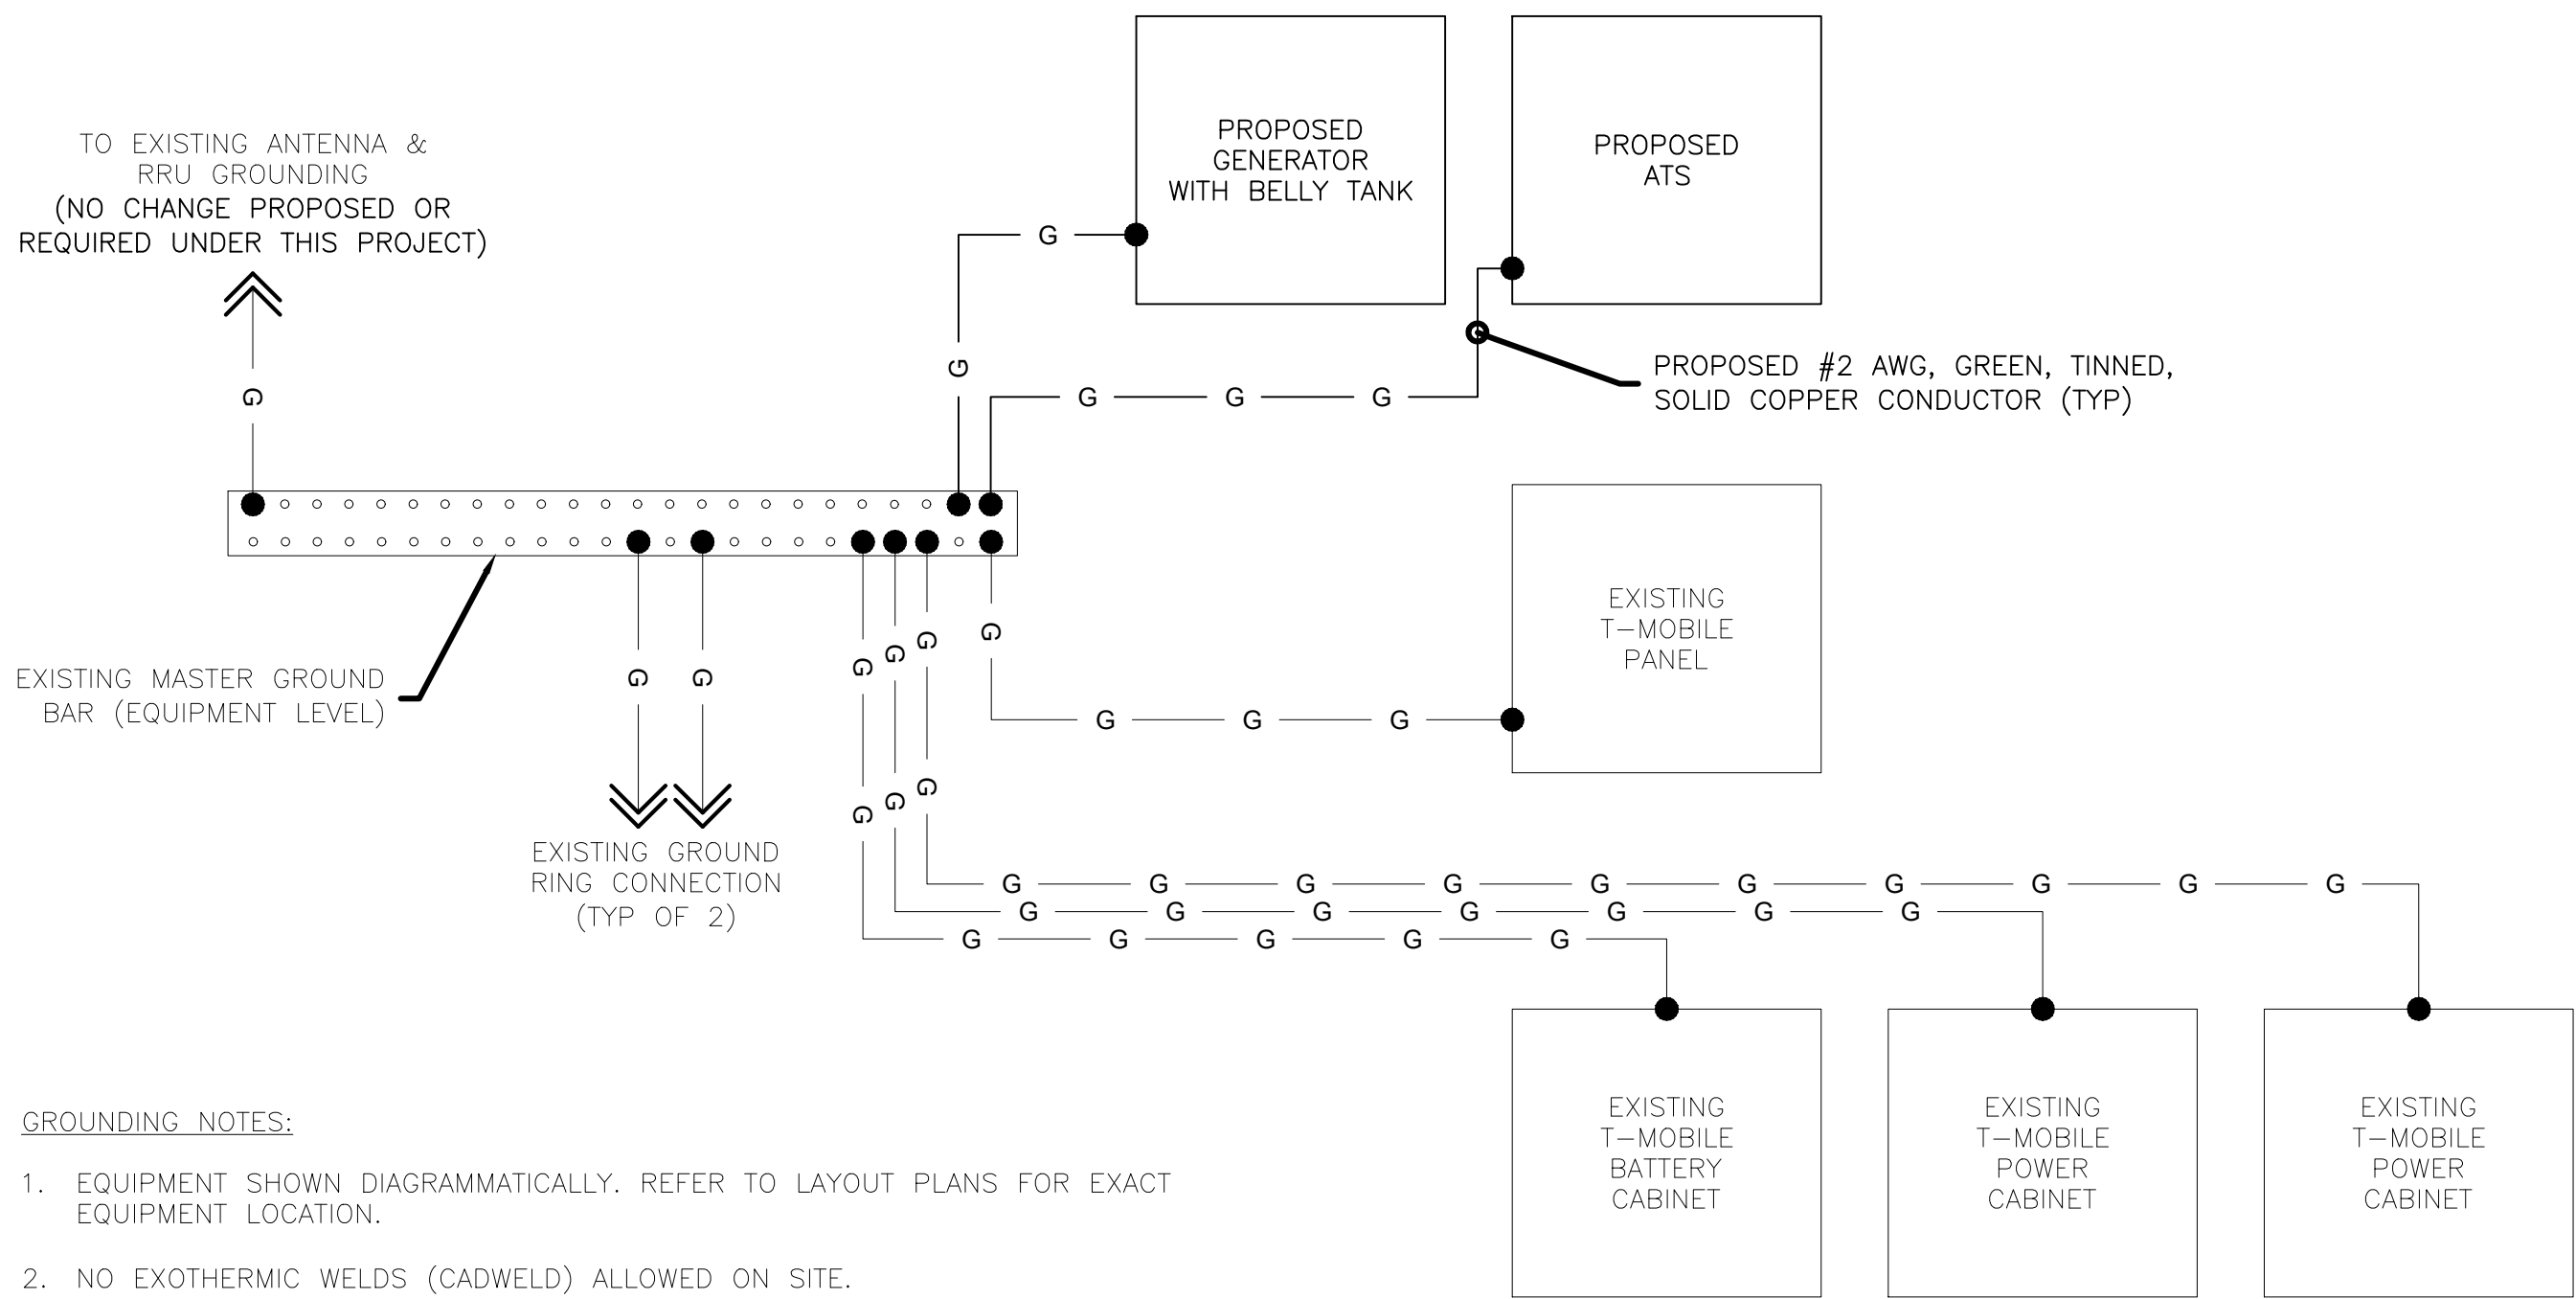 TO EXISTING ANTENNA &
RRU GROUNDING
(NO CHANGE PROPOSED OR
REQUIRED UNDER THIS PROJECT)
PROPOSED
GENERATOR
WITH BELLY TANK
PROPOSED
ATS
G
G
G
G G G
PROPOSED #2 AWG, GREEN, TINNED,
SOLID COPPER CONDUCTOR (TYP)
EXISTING
T-MOBILE
PANEL
EXISTING MASTER GROUND
BAR (EQUIPMENT LEVEL)
G
G
G
G
G
G
G G G
G
G
G
EXISTING GROUND
RING CONNECTION
(TYP OF 2)
G G G G G G G G G G
G G G G G G G
G G G G G
EXISTING
T-MOBILE
BATTERY
CABINET
EXISTING
T-MOBILE
POWER
CABINET
EXISTING
T-MOBILE
POWER
CABINET
GROUNDING NOTES:
1. EQUIPMENT SHOWN DIAGRAMMATICALLY. REFER TO LAYOUT PLANS FOR EXACT
EQUIPMENT LOCATION.
2. NO EXOTHERMIC WELDS (CADWELD) ALLOWED ON SITE.